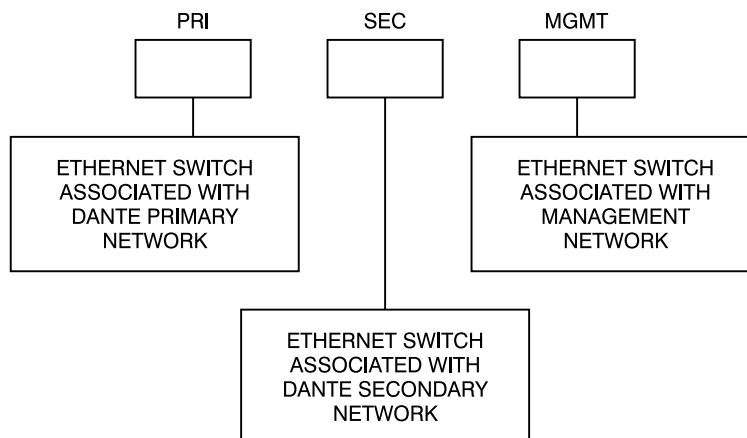 PRI
SEC
MGMT
ETHERNET SWITCH
ASSOCIATED WITH
DANTE PRIMARY
NETWORK
ETHERNET SWITCH
ASSOCIATED WITH
MANAGEMENT
NETWORK
ETHERNET SWITCH
ASSOCIATED WITH
DANTE SECONDARY
NETWORK